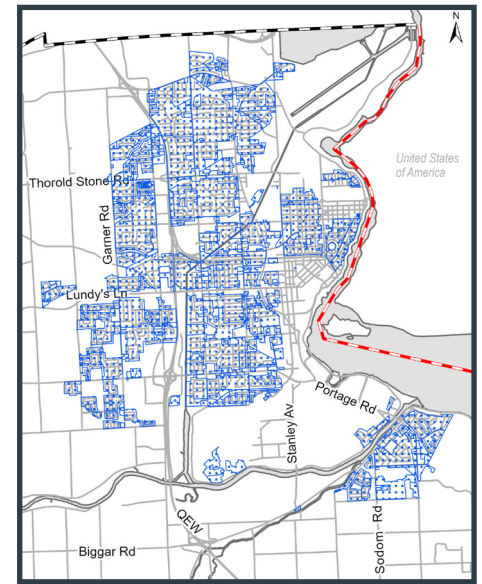 N
United States
of America
Thorold Stone Rd
Garner Rd
Lundy's Ln
Portage Rd
Stanley Av
QEW
Sodom Rd
Biggar Rd